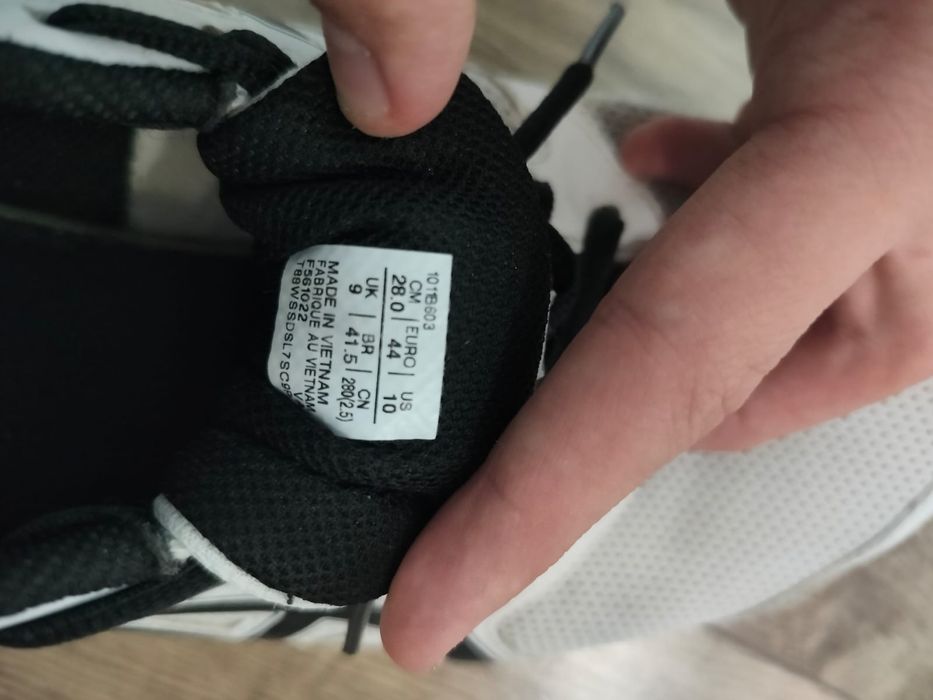 1011B603
CM | EURO | US
28.0 | 44 | 10
UK | BR | CN
9 | 41.5 | 280(2.5)
MADE IN VIETNAM
FABRIQUE AU VIETNAM
F561022